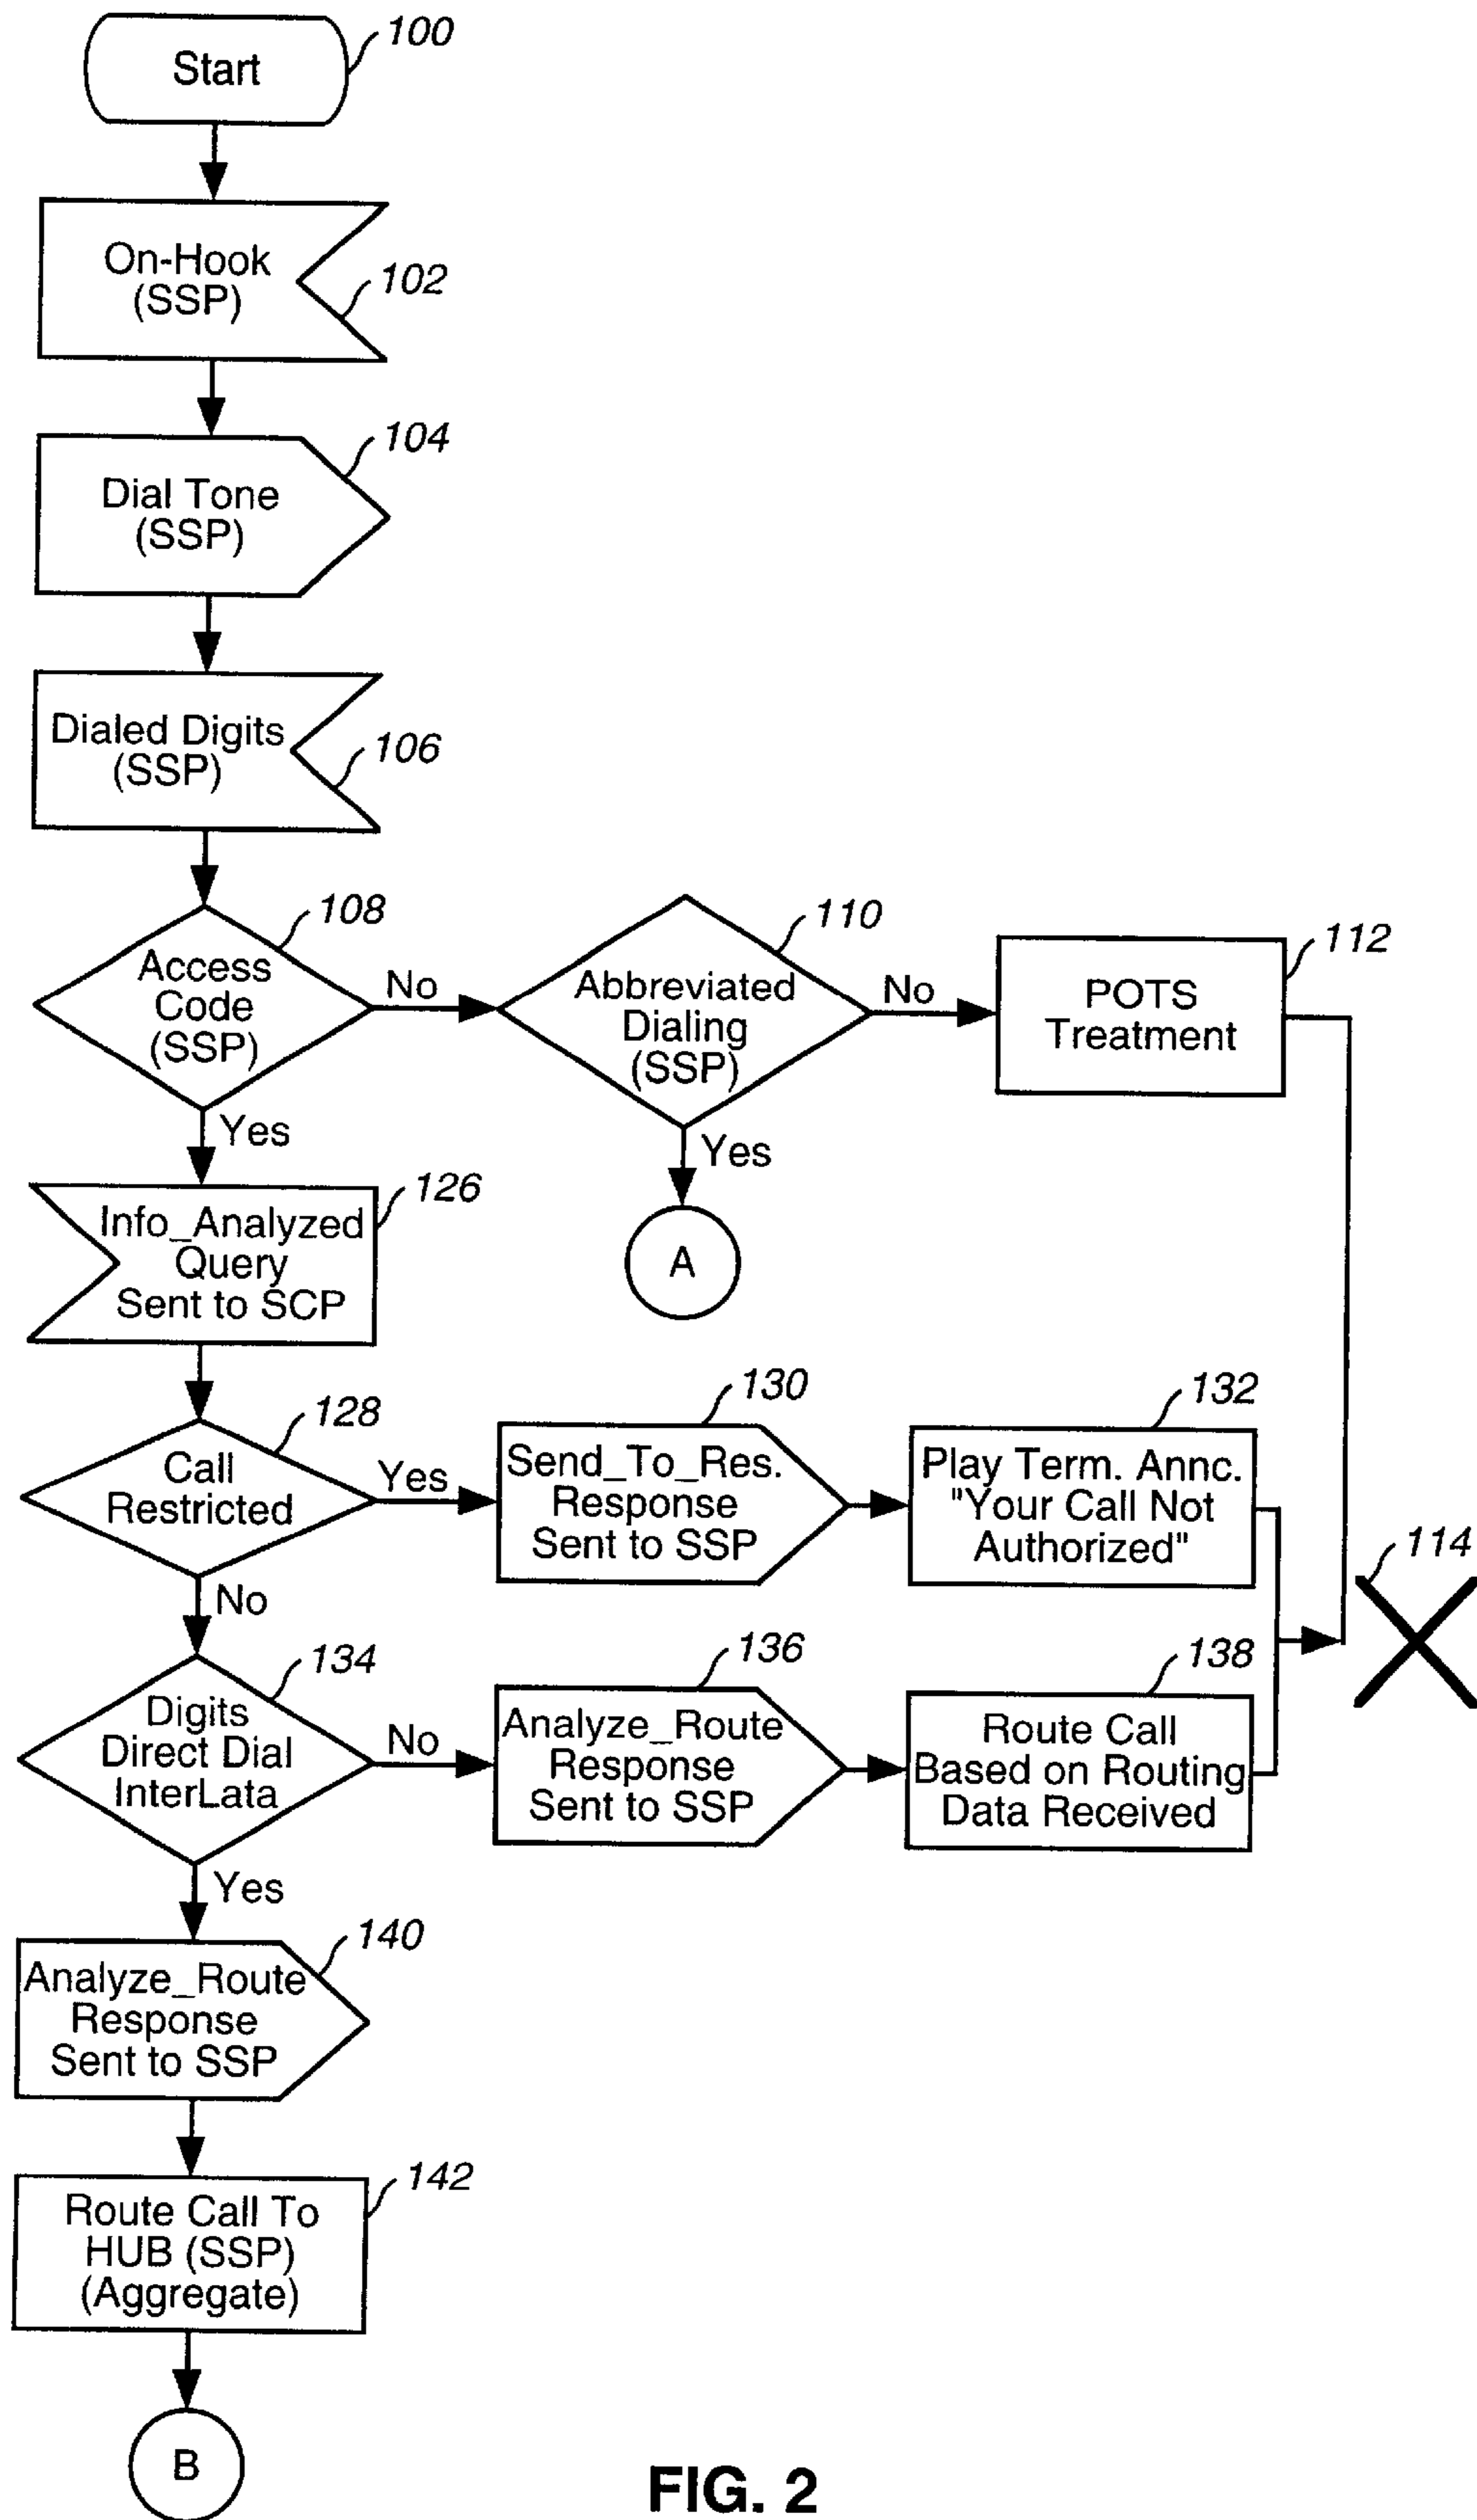 100
Start
On-Hook
(SSP)
102
104
Dial Tone
(SSP)
Dialed Digits
(SSP)
106
108
Access
Code
(SSP)
No
Yes
110
Abbreviated
Dialing
(SSP)
No
Yes
112
POTS
Treatment
A
126
Info_Analyzed
Query
Sent to SCP
128
Call
Restricted
Yes
No
130
Send_To_Res.
Response
Sent to SSP
132
Play Term. Annc.
"Your Call Not
Authorized"
114
134
Digits
Direct Dial
InterLata
No
Yes
136
Analyze_Route
Response
Sent to SSP
138
Route Call
Based on Routing
Data Received
140
Analyze_Route
Response
Sent to SSP
142
Route Call To
HUB (SSP)
(Aggregate)
B
FIG. 2